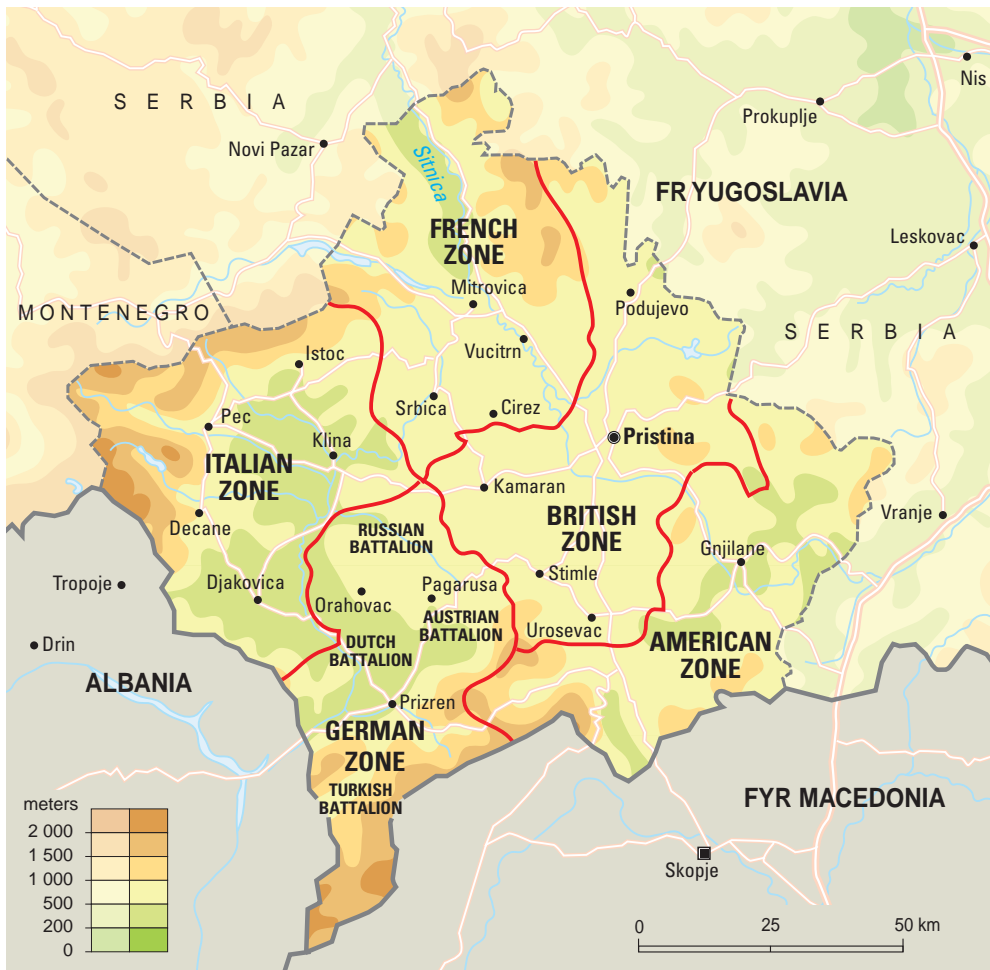 SERBIA
Nis
Prokuplje
Novi Pazar
Sitnica
FR YUGOSLAVIA
FRENCH
ZONE
Leskovac
Mitrovica
Podujevo
MONTENEGRO
SERBIA
Vucitrn
Istoc
Srbica
Cirez
Pec
Pristina
Klina
ITALIAN
ZONE
Kamaran
Decane
BRITISH
ZONE
Vranje
RUSSIAN
BATTALION
Gnjilane
Tropoje
Djakovica
Pagarusa
Stimle
Orahovac
AUSTRIAN
BATTALION
Urosevac
Drin
DUTCH
BATTALION
AMERICAN
ZONE
ALBANIA
Prizren
GERMAN
ZONE
TURKISH
BATTALION
FYR MACEDONIA
Skopje
meters
2 000
1 500
1 000
500
200
0
0 25 50 km